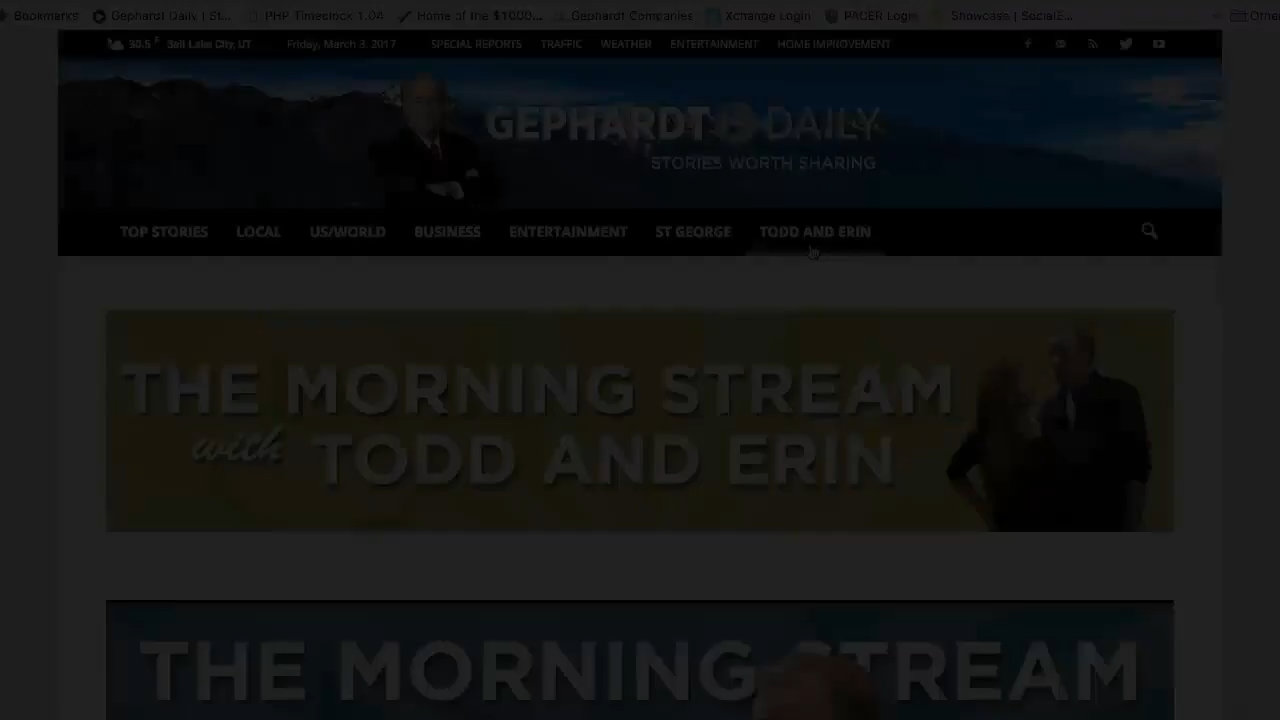 Bookmarks Gephardt Daily | St... PHP Timeclock 1.04 Home of the $1000... Gephardt Companies Xchange Login PACER Login Showcase | SocialE... Othe
30.5 F Salt Lake City, UT Friday, March 3, 2017 SPECIAL REPORTS TRAFFIC WEATHER ENTERTAINMENT HOME IMPROVEMENT
GEPHARDT DAILY
STORIES WORTH SHARING
TOP STORIES LOCAL US/WORLD BUSINESS ENTERTAINMENT ST GEORGE TODD AND ERIN
THE MORNING STREAM
with TODD AND ERIN
THE MORNING STREAM